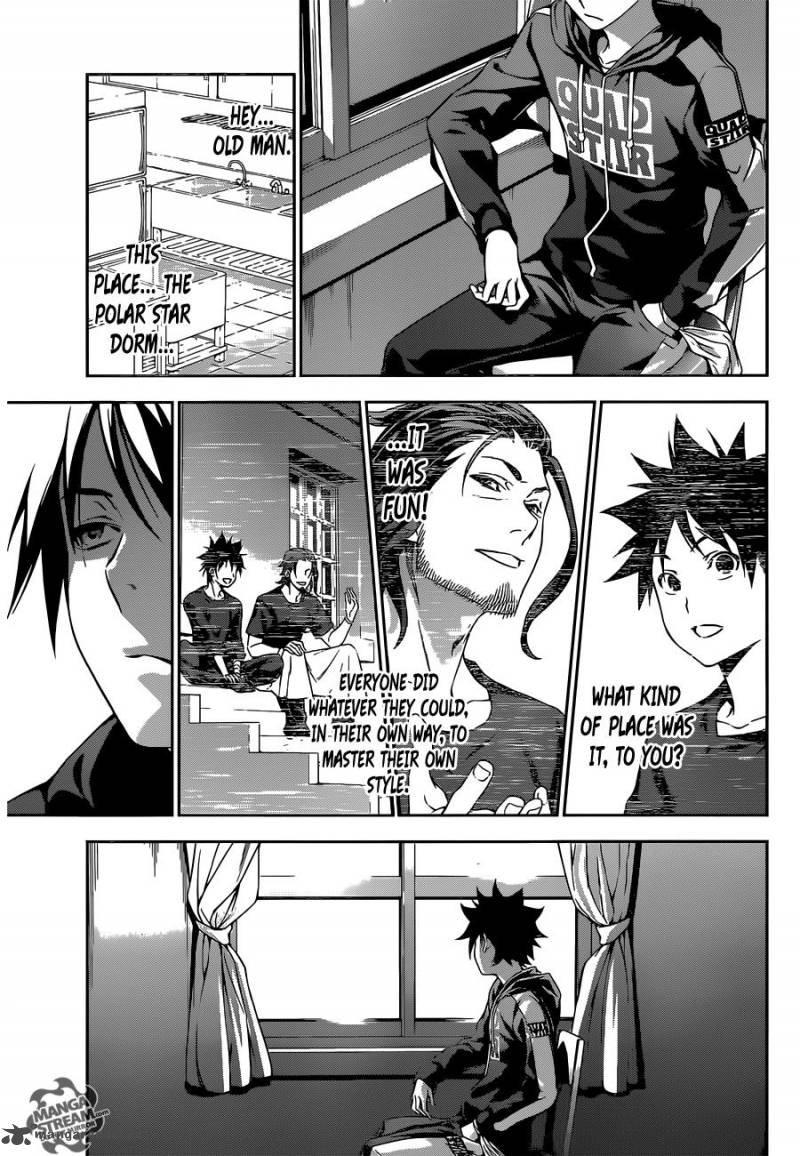 QUAD
STAR
QUAD
STAR
HEY...
OLD MAN.
THIS
PLACE... THE
POLAR STAR
DORM...
WHAT KIND
OF PLACE WAS
IT, TO YOU?
...IT
WAS
FUN!
EVERYONE DID
WHATEVER THEY COULD,
IN THEIR OWN WAY, TO
MASTER THEIR OWN
STYLE.
MANGA
STREAM